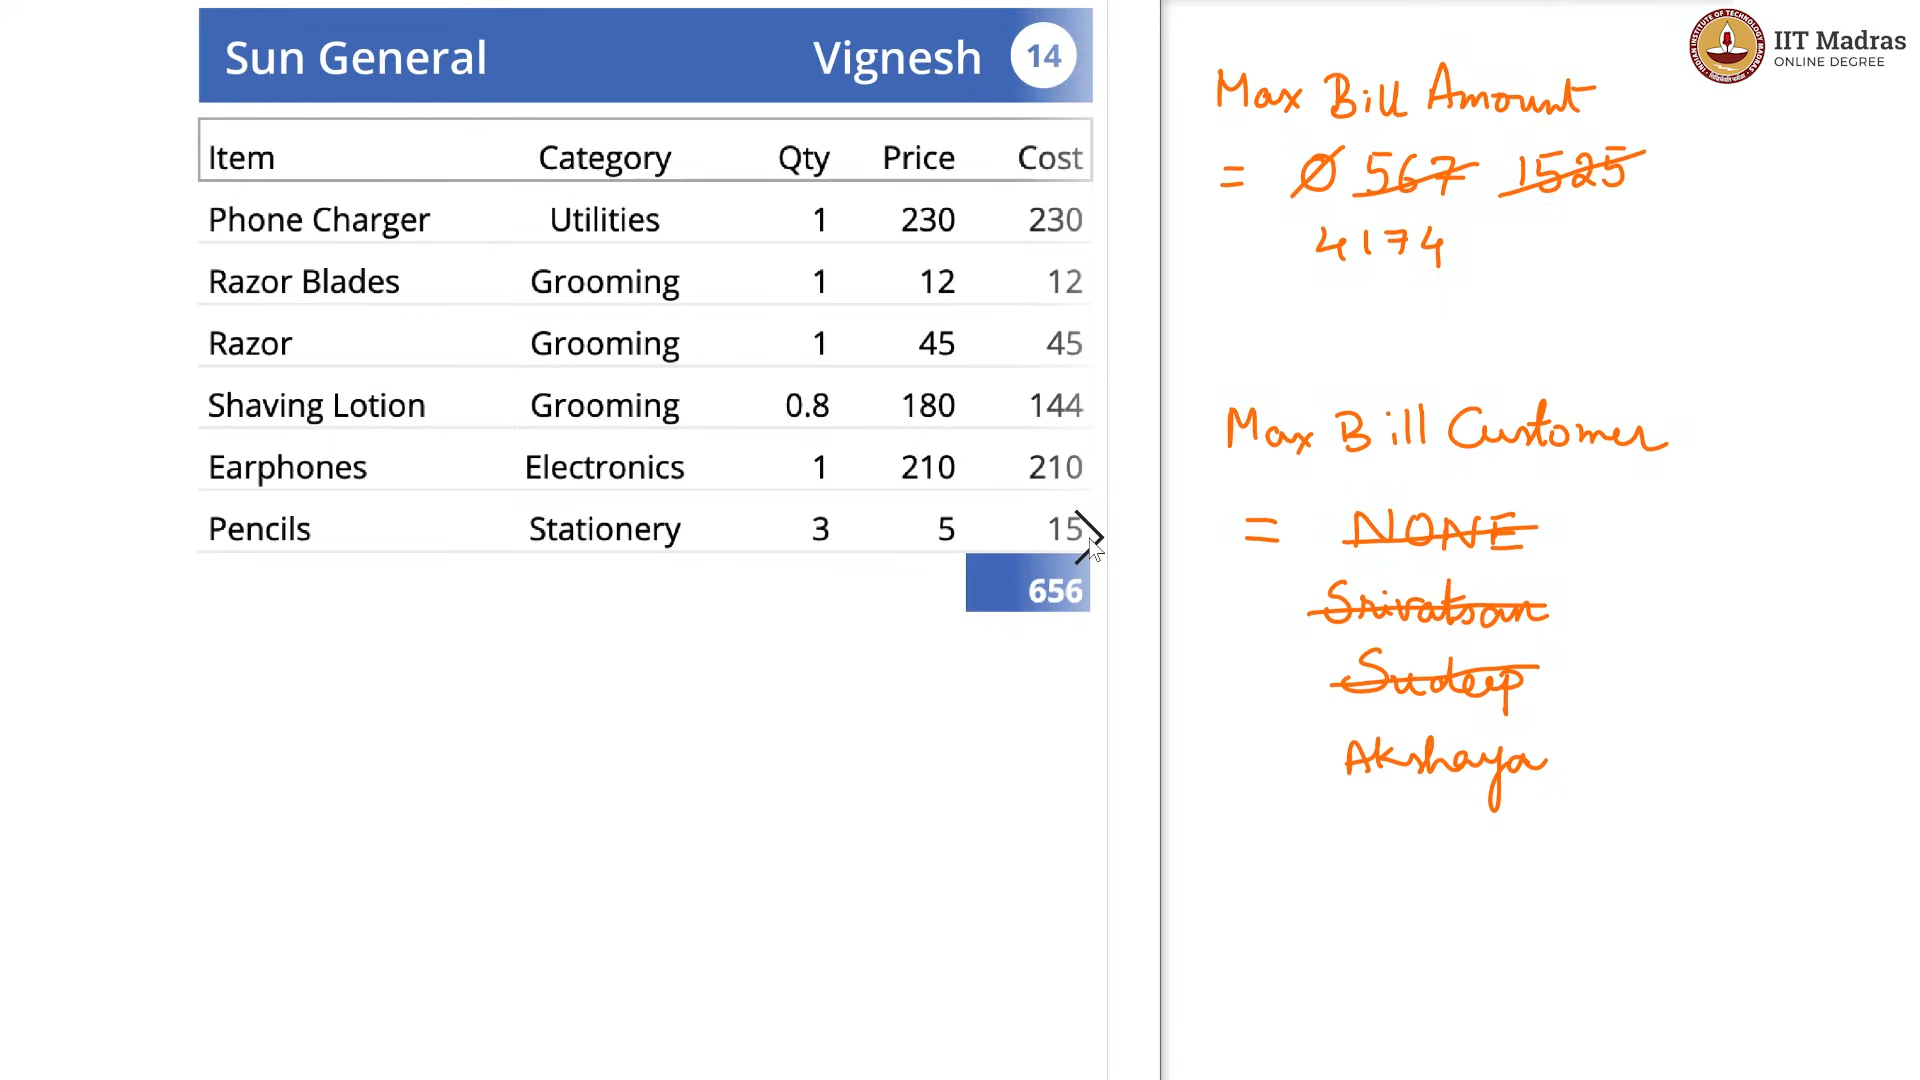 Sun General Vignesh 14
Item Category Qty Price Cost
Phone Charger Utilities 1 230 230
Razor Blades Grooming 1 12 12
Razor Grooming 1 45 45
Shaving Lotion Grooming 0.8 180 144
Earphones Electronics 1 210 210
Pencils Stationery 3 5 15
656
IIT Madras
ONLINE DEGREE
Max Bill Amount
= 0 567 1525
4174
Max Bill Customer
= NONE
Srivatsan
Sudeep
Akshaya